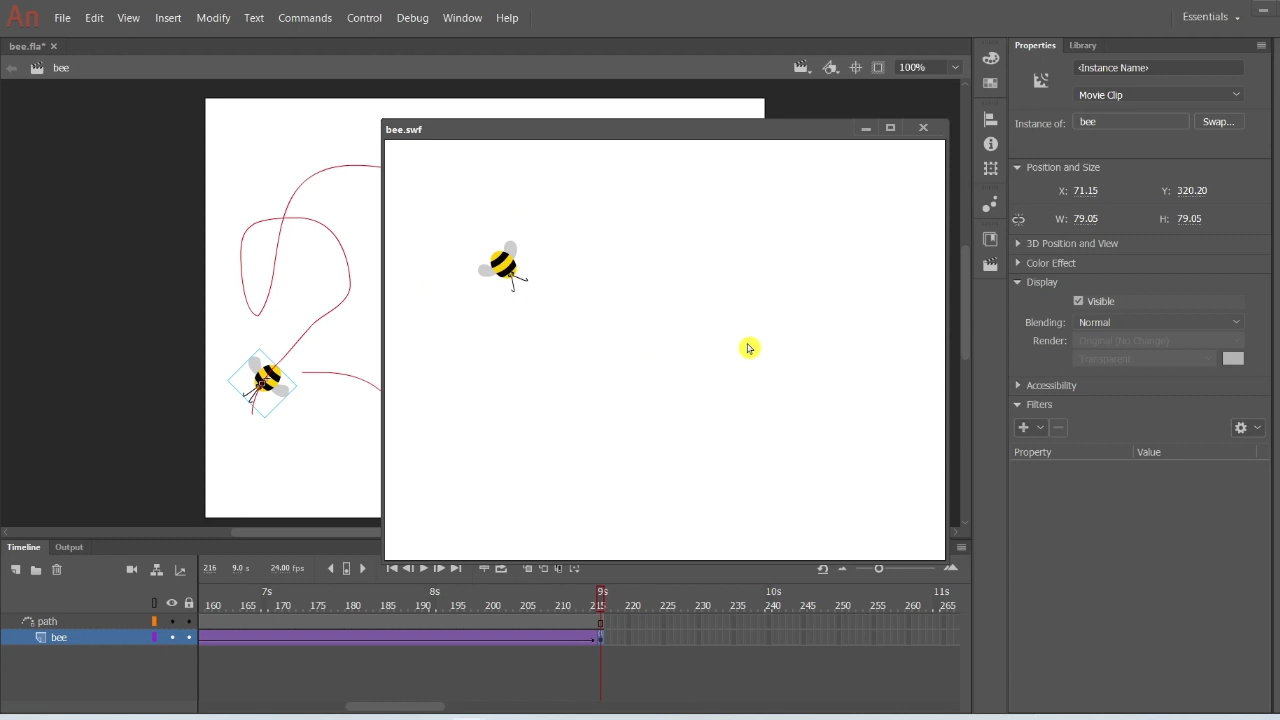 An File Edit View Insert Modify Text Commands Control Debug Window Help Essentials
bee.fla*
bee 100%
bee.swf
Properties Library
<Instance Name>
Movie Clip
Instance of: bee Swap...
Position and Size
X: 71.15 Y: 320.20
W: 79.05 H: 79.05
3D Position and View
Color Effect
Display
Visible
Blending: Normal
Render: Original (No Change)
Transparent
Accessibility
Filters
Property Value
Timeline Output
216 9.0 s 24.00 fps
7s 8s 9s 10s 11s
160 165 170 175 180 185 190 195 200 205 210 215 220 225 230 235 240 245 250 255 260 265
path
bee